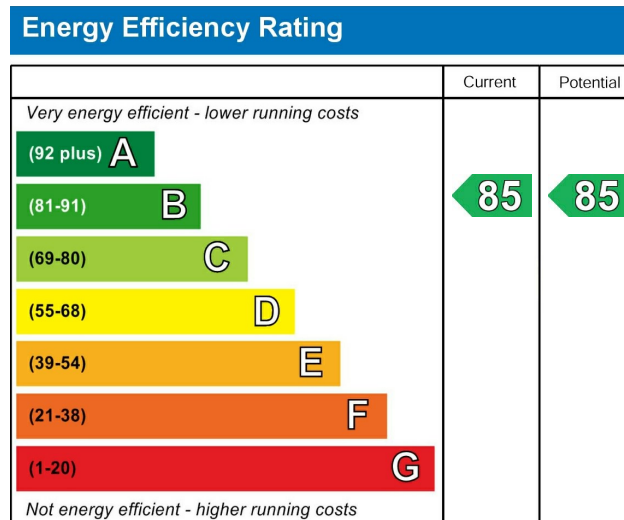 Energy Efficiency Rating
Current Potential
Very energy efficient - lower running costs
(92 plus) A
(81-91) B 85 85
(69-80) C
(55-68) D
(39-54) E
(21-38) F
(1-20) G
Not energy efficient - higher running costs